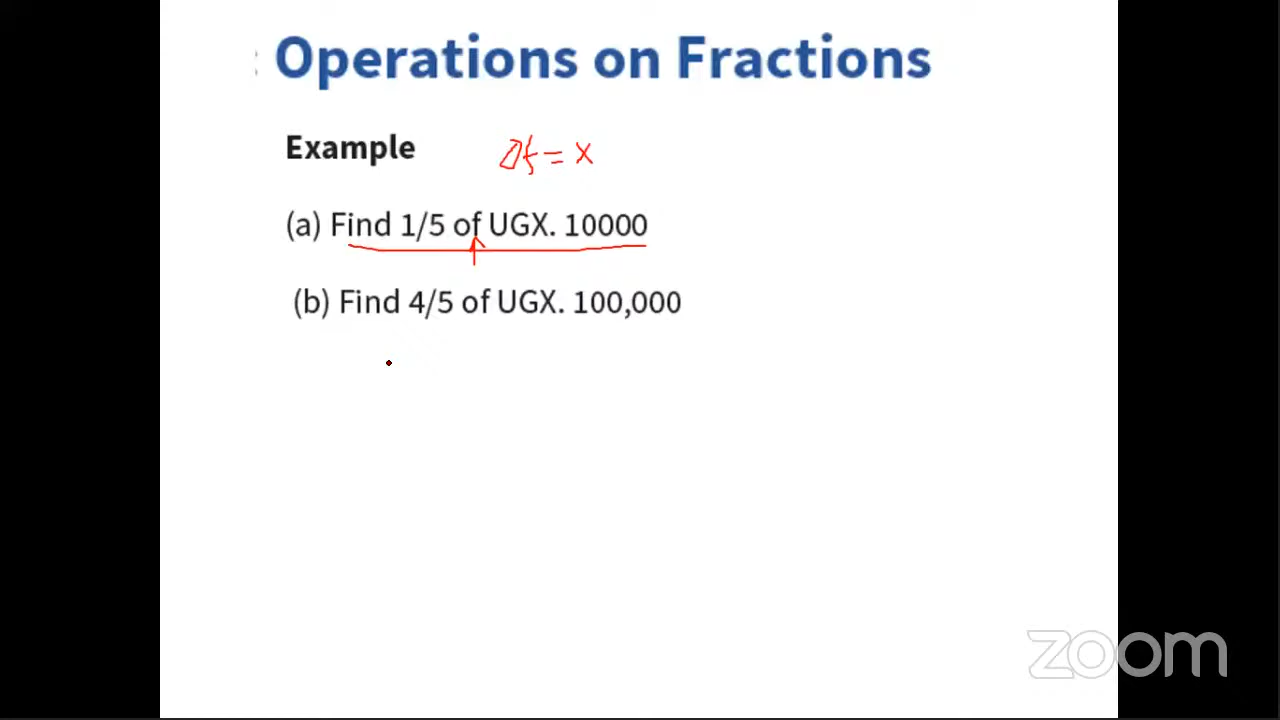 Operations on Fractions
Example
Of = x
(a) Find 1/5 of UGX. 10000
(b) Find 4/5 of UGX. 100,000
zoom